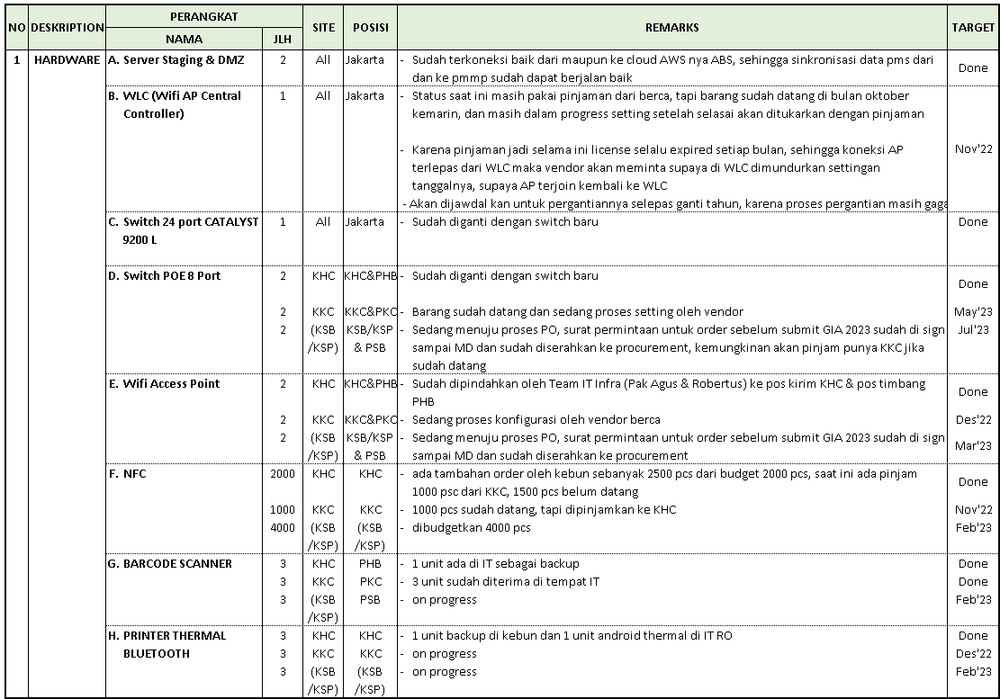 NO DESKRIPTION PERANGKAT SITE POSISI REMARKS TARGET
NAMA JLH
1 HARDWARE A. Server Staging & DMZ 2 All Jakarta - Sudah terkoneksi baik dari maupun ke cloud AWS nya ABS, sehingga sinkronisasi data pms dari Done
dan ke pmmp sudah dapat berjalan baik
B. WLC (Wifi AP Central 1 All Jakarta - Status saat ini masih pakai pinjaman dari berca, tapi barang sudah datang di bulan oktober
Controller) kemarin, dan masih dalam progress setting setelah selasai akan ditukarkan dengan pinjaman
- Karena pinjaman jadi selama ini license selalu expired setiap bulan, sehingga koneksi AP Nov'22
terlepas dari WLC maka vendor akan meminta supaya di WLC dimundurkan settingan
tanggalnya, supaya AP terjoin kembali ke WLC
- Akan dijawdal kan untuk pergantiannya selepas ganti tahun, karena proses pergantian masih gaga
C. Switch 24 port CATALYST 1 All Jakarta - Sudah diganti dengan switch baru Done
9200 L
D. Switch POE 8 Port 2 KHC KHC&PHB - Sudah diganti dengan switch baru Done
2 KKC KKC&PKC - Barang sudah datang dan sedang proses setting oleh vendor May'23
2 (KSB KSB/KSP - Sedang menuju proses PO, surat permintaan untuk order sebelum submit GIA 2023 sudah di sign Jul'23
/KSP) & PSB sampai MD dan sudah diserahkan ke procurement, kemungkinan akan pinjam punya KKC jika
sudah datang
E. Wifi Access Point 2 KHC KHC&PHB - Sudah dipindahkan oleh Team IT Infra (Pak Agus & Robertus) ke pos kirim KHC & pos timbang Done
PHB
2 KKC KKC&PKC - Sedang proses konfigurasi oleh vendor berca Des'22
2 (KSB KSB/KSP - Sedang menuju proses PO, surat permintaan untuk order sebelum submit GIA 2023 sudah di sign Mar'23
/KSP) & PSB sampai MD dan sudah diserahkan ke procurement
F. NFC 2000 KHC KHC - ada tambahan order oleh kebun sebanyak 2500 pcs dari budget 2000 pcs, saat ini ada pinjam Done
1000 psc dari KKC, 1500 pcs belum datang
1000 KKC KKC - 1000 pcs sudah datang, tapi dipinjamkan ke KHC Nov'22
4000 (KSB (KSB - dibudgetkan 4000 pcs Feb'23
/KSP) /KSP)
G. BARCODE SCANNER 3 KHC PHB - 1 unit ada di IT sebagai backup Done
3 KKC PKC - 3 unit sudah diterima di tempat IT Done
3 (KSB PSB - on progress Feb'23
/KSP)
H. PRINTER THERMAL 3 KHC KHC - 1 unit backup di kebun dan 1 unit android thermal di IT RO Done
BLUETOOTH 3 KKC KKC - on progress Des'22
3 (KSB (KSB - on progress Feb'23
/KSP) /KSP)